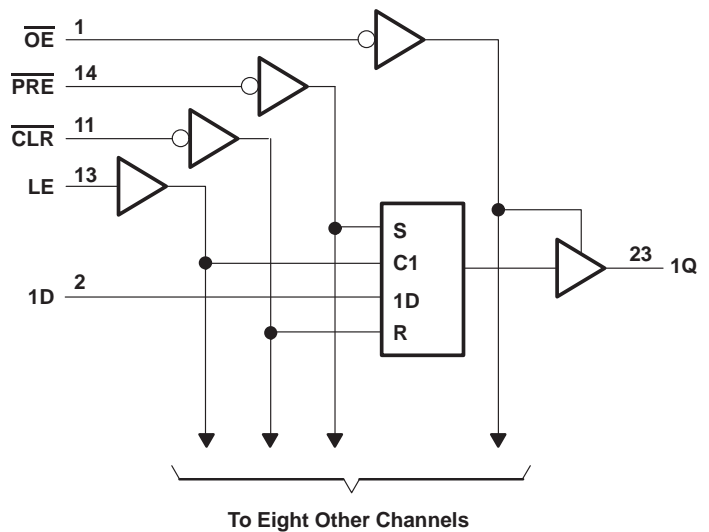 OE 1
PRE 14
CLR 11
LE 13
S
C1
23 1Q
1D 2
1D
R
To Eight Other Channels